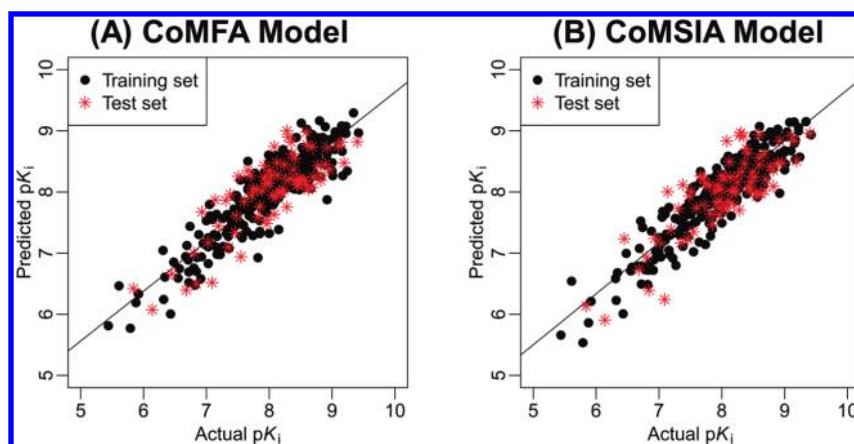 (A) CoMFA Model
Training set
Test set
Predicted pKi
10
9
8
7
6
5
5 6 7 8 9 10
Actual pKi
(B) CoMSIA Model
Training set
Test set
Predicted pKi
10
9
8
7
6
5
5 6 7 8 9 10
Actual pKi